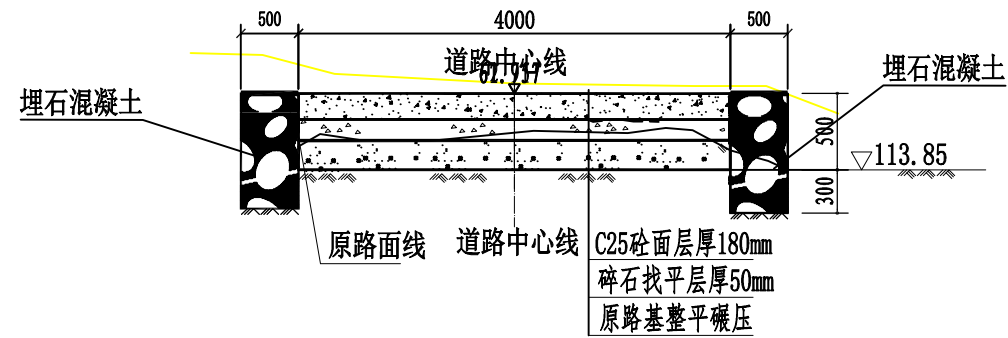 500 4000 500
道路中心线
埋石混凝土
埋石混凝土
500
113.85
300
原路面线
道路中心线
C25砼面层厚180mm
碎石找平层厚50mm
原路基整平碾压